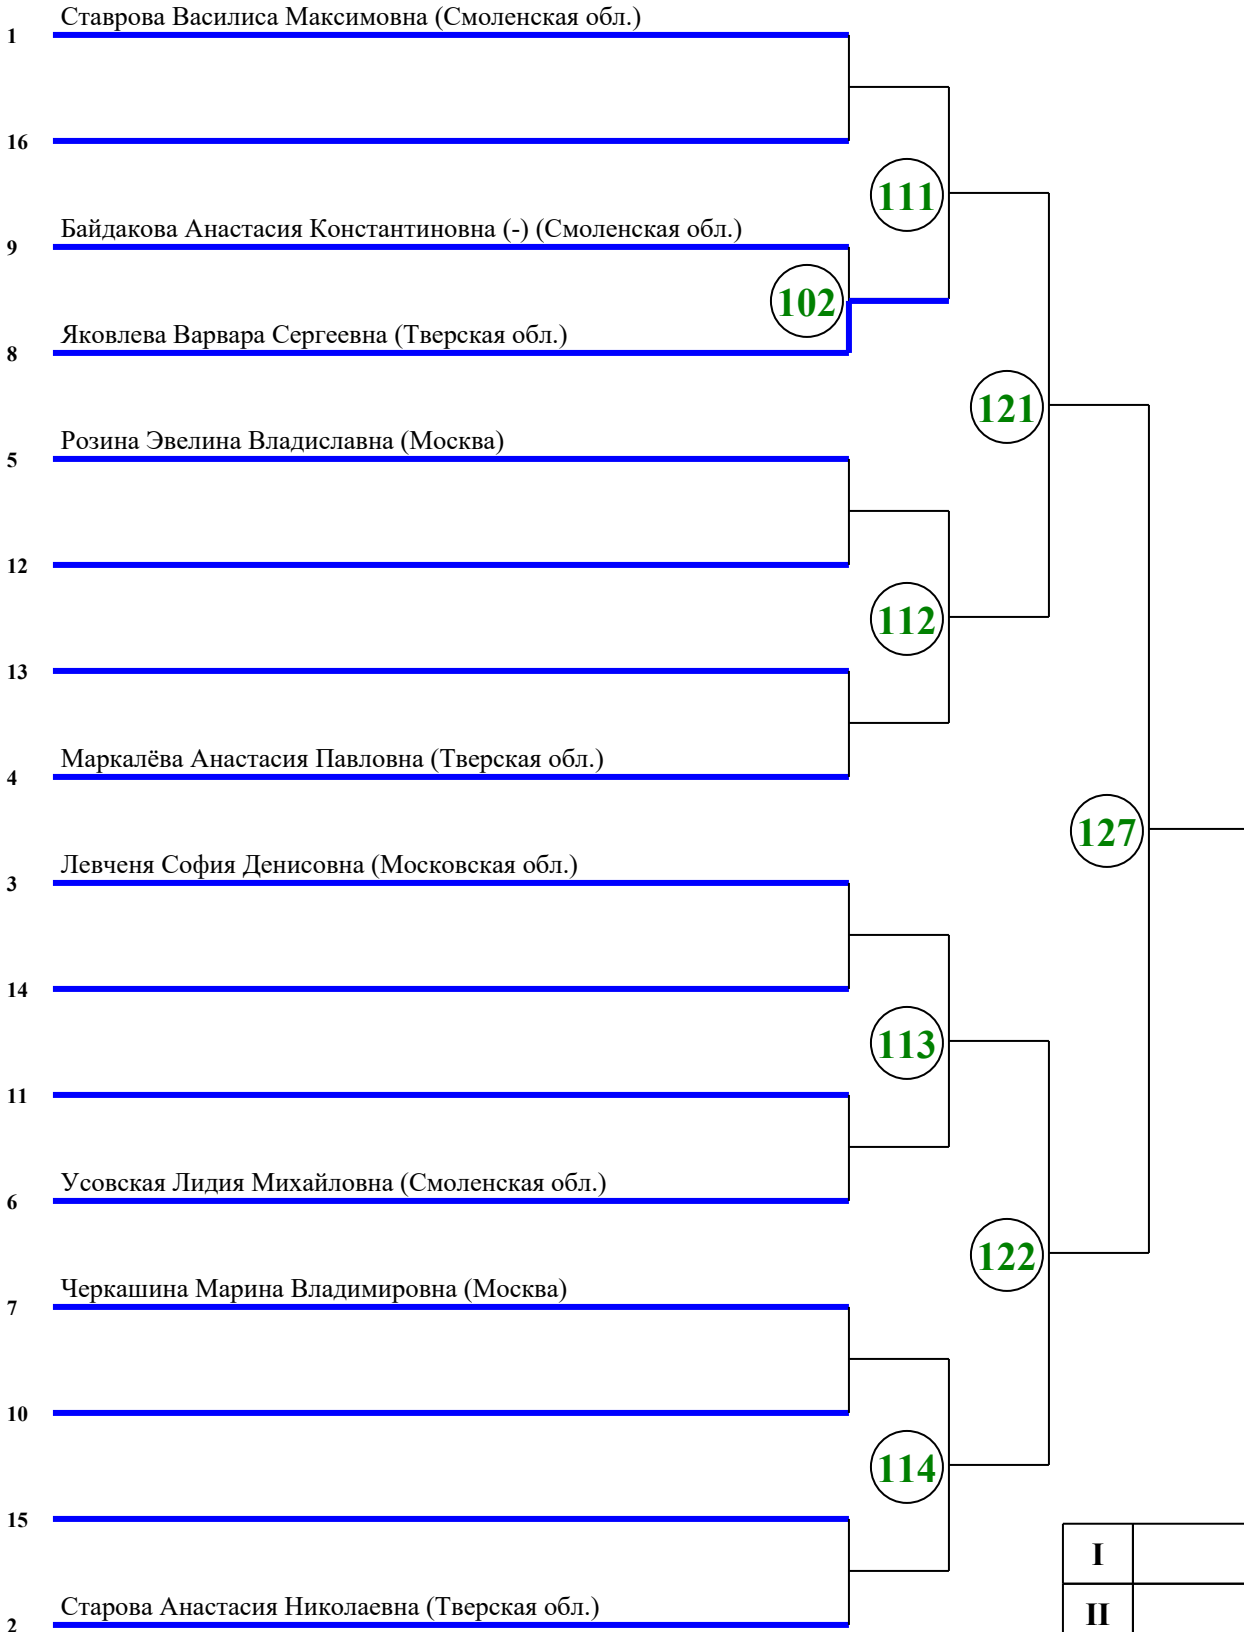 Ставрова Василиса Максимовна (Смоленская обл.)
1
16
111
Байдакова Анастасия Константиновна (-) (Смоленская обл.)
9
102
Яковлева Варвара Сергеевна (Тверская обл.)
8
121
Розина Эвелина Владиславна (Москва)
5
12
112
13
Маркалёва Анастасия Павловна (Тверская обл.)
4
127
Левченя София Денисовна (Московская обл.)
3
14
113
11
Усовская Лидия Михайловна (Смоленская обл.)
6
122
Черкашина Марина Владимировна (Москва)
7
10
114
15
I
Старова Анастасия Николаевна (Тверская обл.)
II
2